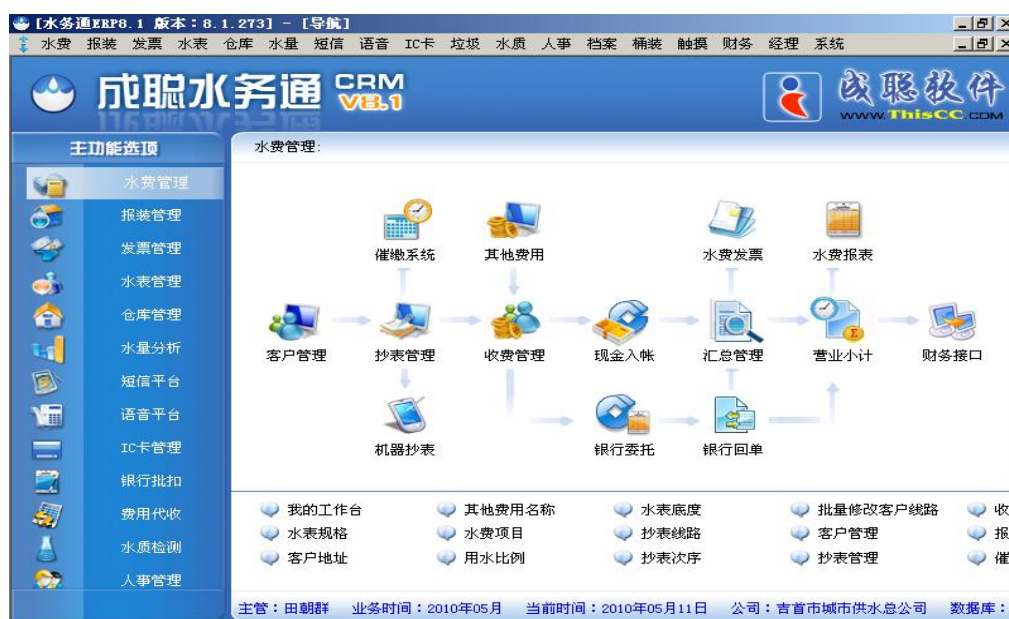 [水务通ERP8.1 版本：8.1.273] - [导航]
水费 报装 发票 水表 仓库 水量 短信 语音 IC卡 垃圾 水质 人事 档案 桶装 触摸 财务 经理 系统
成聪水务通 CRM V8.1
成聪软件
www.ThisCC.com
主功能选项
水费管理:
水费管理
报装管理
发票管理
水表管理
仓库管理
水量分析
短信平台
语音平台
IC卡管理
银行批扣
费用代收
水质检测
人事管理
催缴系统 其他费用 水费发票 水费报表
客户管理 抄表管理 收费管理 现金入帐 汇总管理 营业小计 财务接口
机器抄表 银行委托 银行回单
我的工作台 其他费用名称 水表底度 批量修改客户线路 收
水表规格 水费项目 抄表线路 客户管理 报
客户地址 用水比例 抄表次序 抄表管理 催
主管：田朝群 业务时间：2010年05月 当前时间：2010年05月11日 公司：吉首市城市供水总公司 数据库：